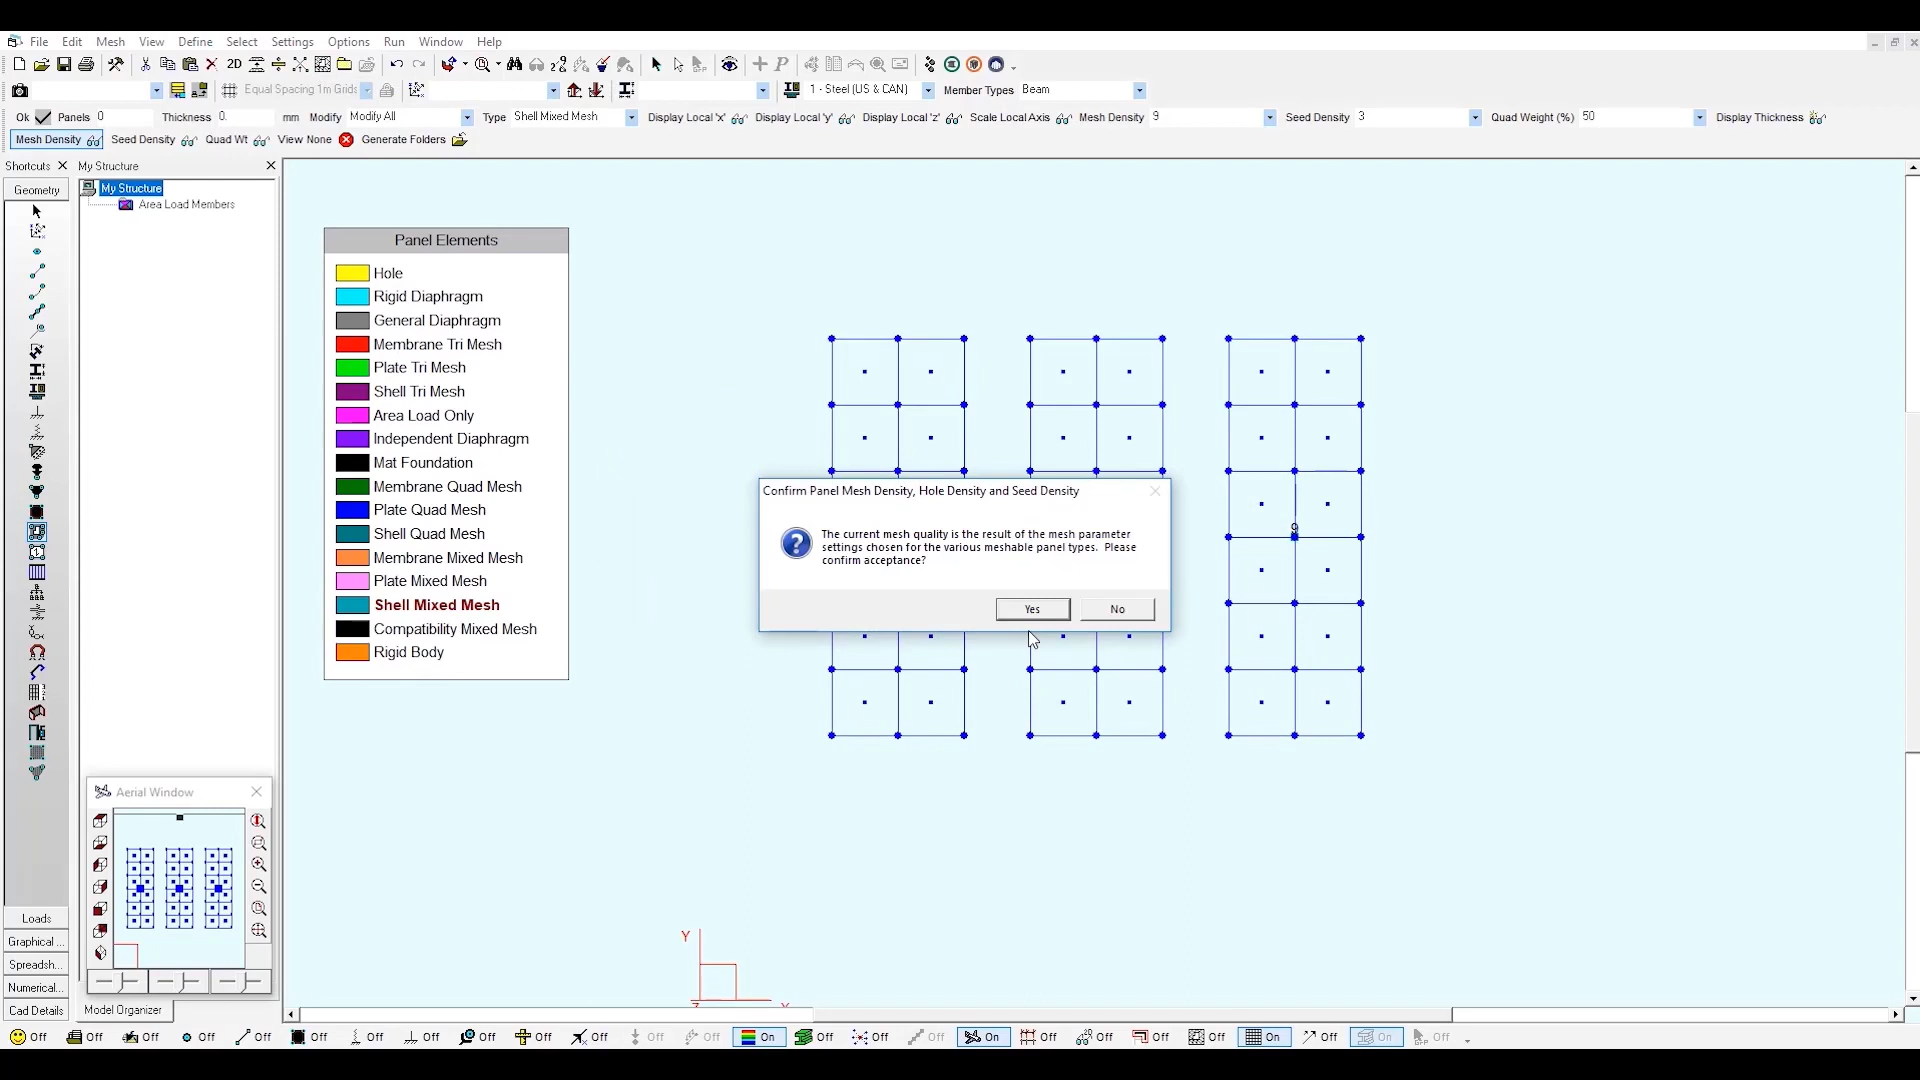 File Edit Mesh View Define Select Settings Options Run Window Help
2D
Equal Spacing 1m Grids 1 - Steel (US & CAN) Member Types Beam
Ok Panels 0 Thickness 0. mm Modify Modify All Type Shell Mixed Mesh Display Local 'x' Display Local 'y' Display Local 'z' Scale Local Axis Mesh Density 9 Seed Density 3 Quad Weight (%) 50 Display Thickness
Mesh Density Seed Density Quad Wt View None Generate Folders
Shortcuts My Structure
Geometry
My Structure
Area Load Members
Panel Elements
Hole
Rigid Diaphragm
General Diaphragm
Membrane Tri Mesh
Plate Tri Mesh
Shell Tri Mesh
Area Load Only
Independent Diaphragm
Mat Foundation
Membrane Quad Mesh
Plate Quad Mesh
Shell Quad Mesh
Membrane Mixed Mesh
Plate Mixed Mesh
Shell Mixed Mesh
Compatibility Mixed Mesh
Rigid Body
Confirm Panel Mesh Density, Hole Density and Seed Density
The current mesh quality is the result of the mesh parameter
settings chosen for the various meshable panel types. Please
confirm acceptance?
Yes No
9
Aerial Window
Loads
Graphical ...
Spreadsh...
Numerical...
Cad Details
Model Organizer
Y
Off Off Off Off Off Off Off Off Off Off Off Off Off On Off Off Off On Off Off Off Off On Off On Off